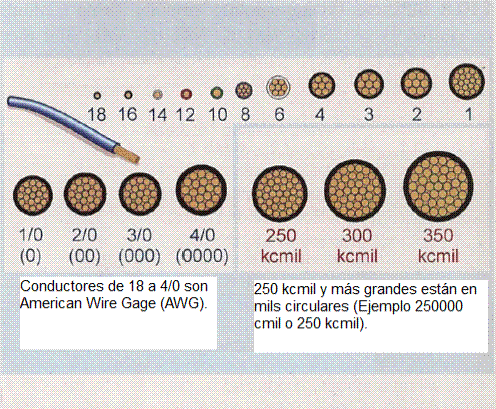 18 16 14 12 10 8 6 4 3 2 1
1/0 2/0 3/0 4/0 250 300 350
(0) (00) (000) (0000) kcmil kcmil kcmil
Conductores de 18 a 4/0 son
American Wire Gage (AWG).
250 kcmil y más grandes están en
mils circulares (Ejemplo 250000
cmil o 250 kcmil).